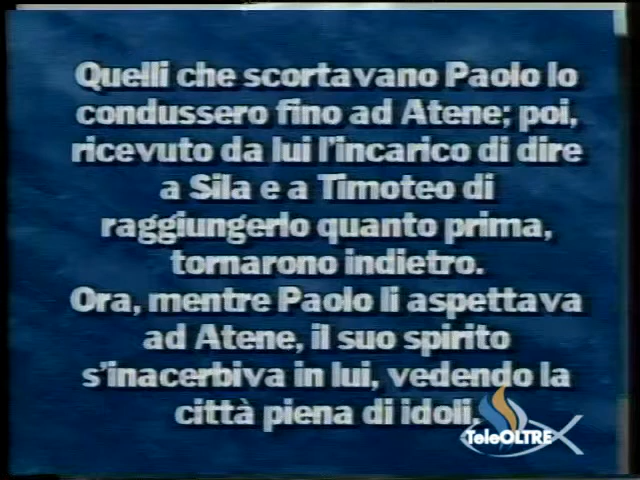 Quelli che scortavano Paolo lo
condussero fino ad Atene; poi,
ricevuto da lui l'incarico di dire
a Sila e a Timoteo di
raggiungerlo quanto prima,
tornarono indietro.
Ora, mentre Paolo li aspettava
ad Atene, il suo spirito
s'inacerbiva in lui, vedendo la
città piena di idoli.
TeleOLTRE